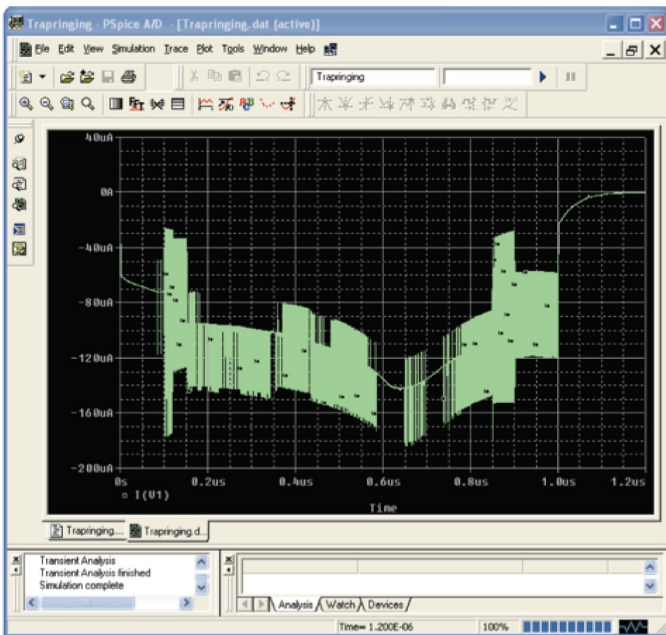 Trapringing - PSpice A/D - [Trapringing.dat (active)]
File Edit View Simulation Trace Plot Tools Window Help
Trapringing
FFT
40uA
0A
-40uA
-80uA
-120uA
-160uA
-200uA
0s 0.2us 0.4us 0.6us 0.8us 1.0us 1.2us
I(V1)
Time
Trapringing.... Trapringing.d...
Transient Analysis
Transient Analysis finished
Simulation complete
Analysis Watch Devices
Time= 1.200E-06 100%